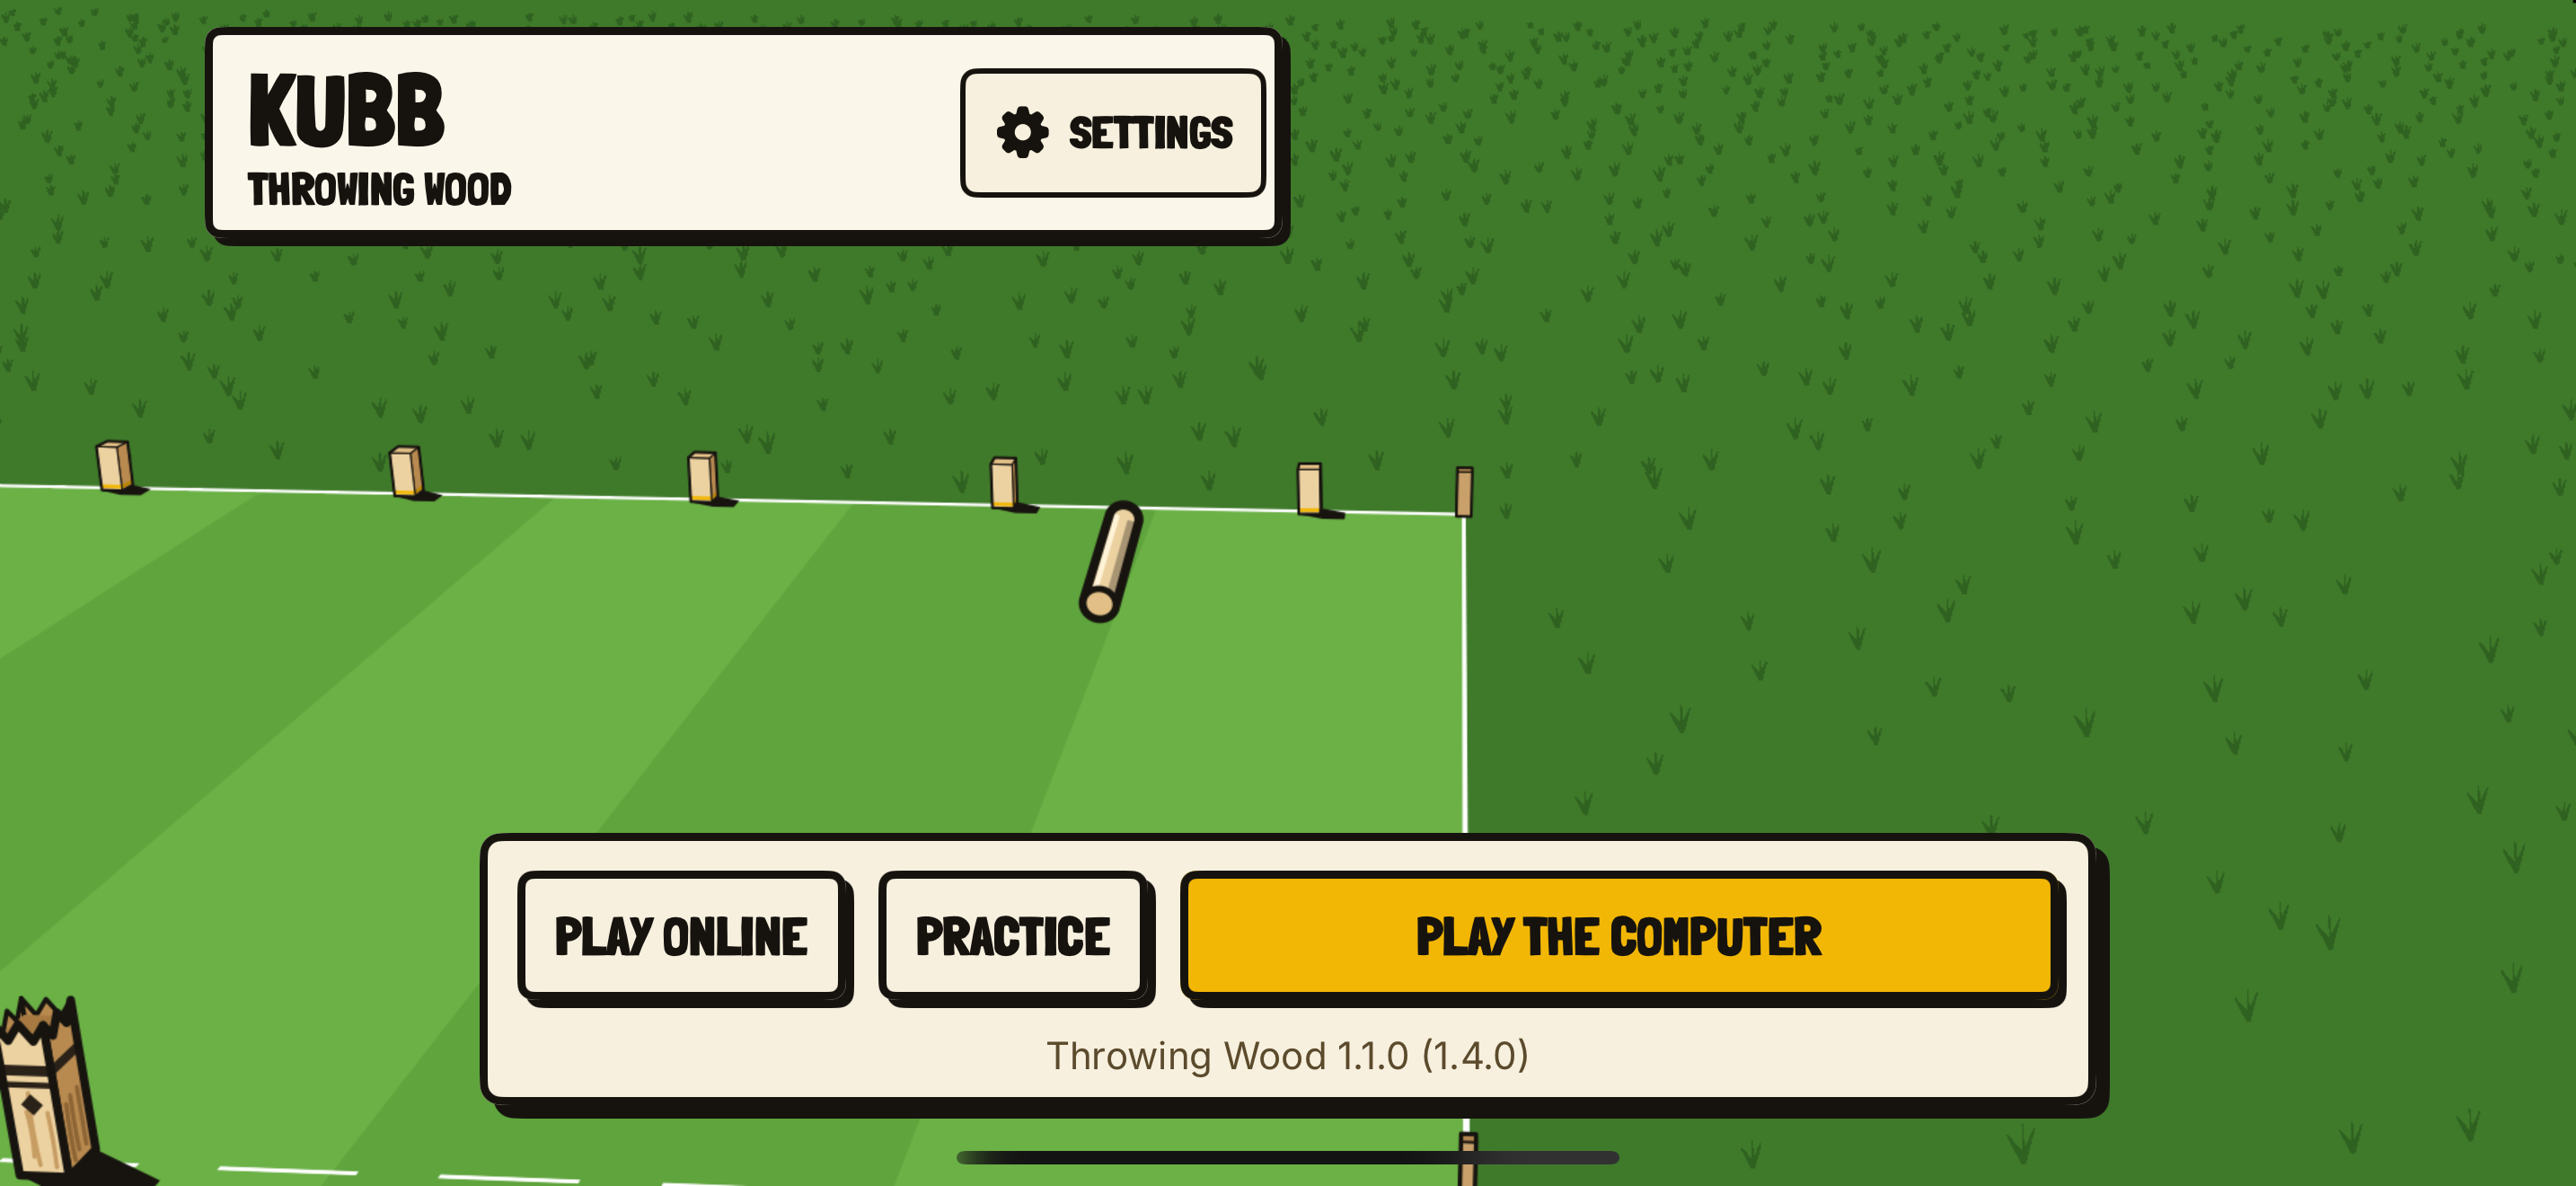 KUBB
THROWING WOOD
SETTINGS
PLAY ONLINE
PRACTICE
PLAY THE COMPUTER
Throwing Wood 1.1.0 (1.4.0)